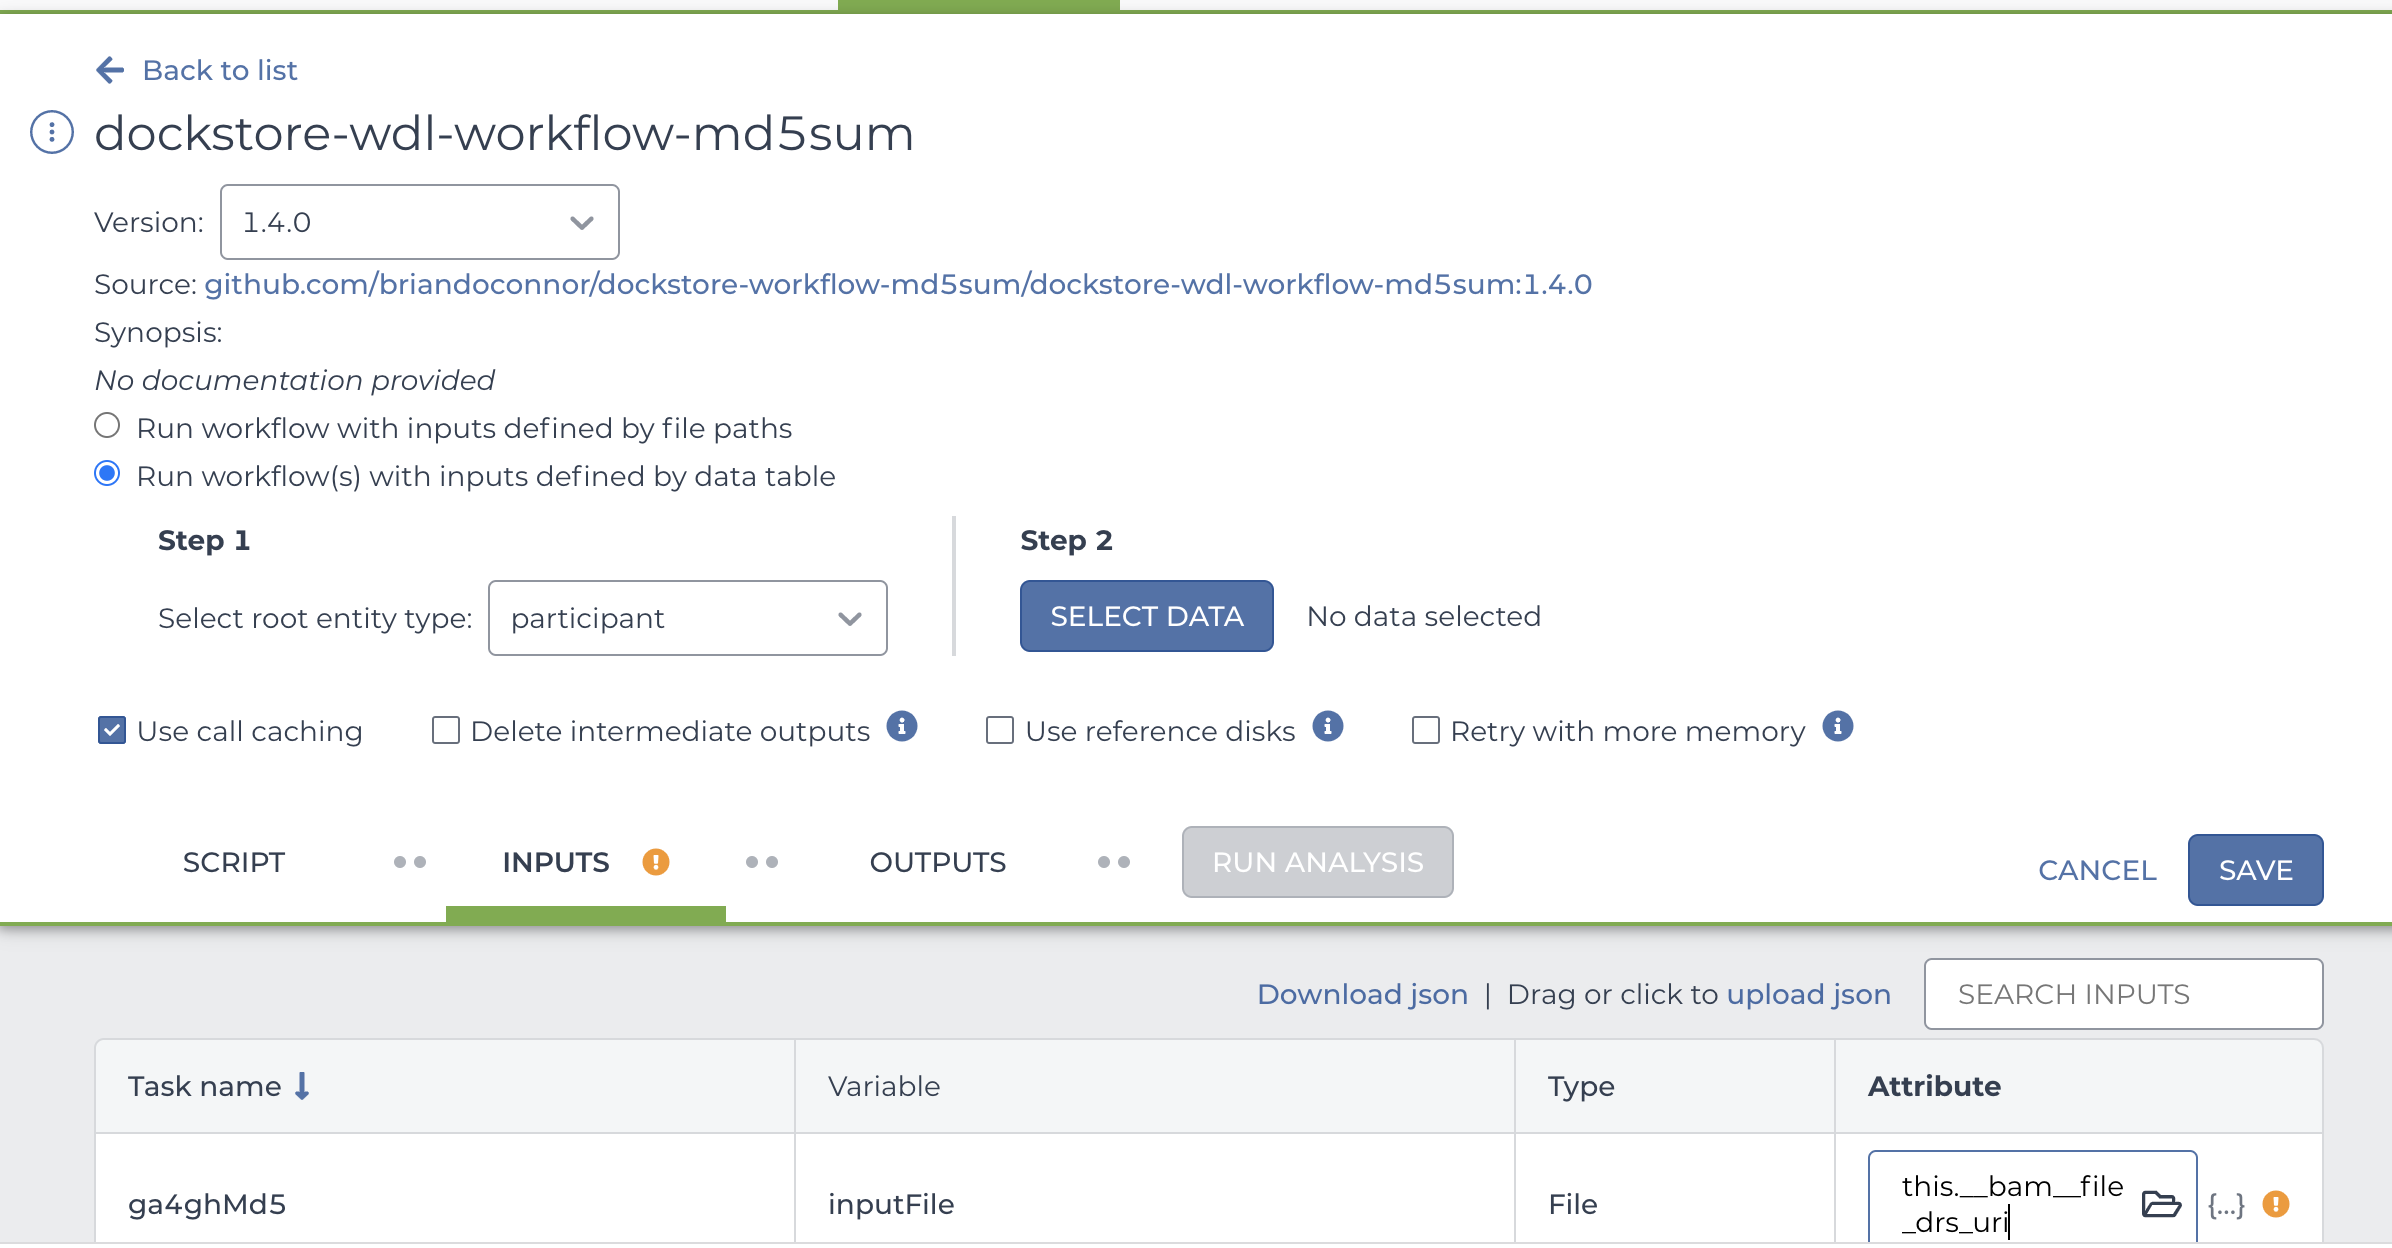 Back to list
dockstore-wdl-workflow-md5sum
Version: 1.4.0
Source: github.com/briandoconnor/dockstore-workflow-md5sum/dockstore-wdl-workflow-md5sum:1.4.0
Synopsis:
No documentation provided
Run workflow with inputs defined by file paths
Run workflow(s) with inputs defined by data table
Step 1
Select root entity type: participant
Step 2
SELECT DATA No data selected
Use call caching Delete intermediate outputs Use reference disks Retry with more memory
SCRIPT INPUTS OUTPUTS RUN ANALYSIS CANCEL SAVE
Download json | Drag or click to upload json SEARCH INPUTS
Task name Variable Type Attribute
ga4ghMd5 inputFile File this.__bam__file
_drs_uri {...}